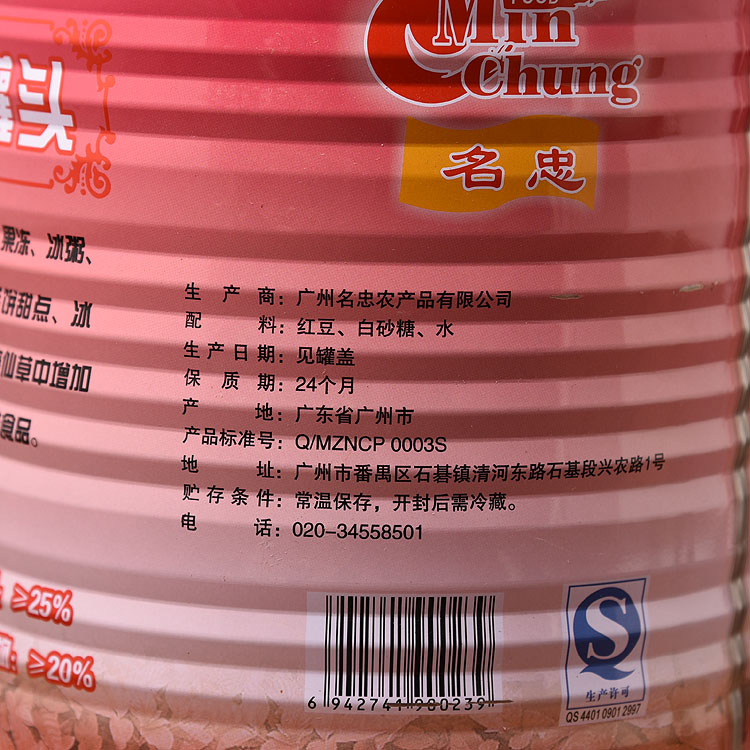 Min
Chung
名忠
罐头
果冻、冰粥、
饼甜点、冰
仙草中增加
食品。
生产商：广州名忠农产品有限公司
配料：红豆、白砂糖、水
生产日期：见罐盖
保质期：24个月
产地：广东省广州市
产品标准号：Q/MZNCP 0003S
地址：广州市番禺区石碁镇清河东路石基段兴农路1号
贮存条件：常温保存，开封后需冷藏。
电话：020-34558501
≥25%
≥20%
6 942741 980239
生产许可
QS 4401 0901 2997